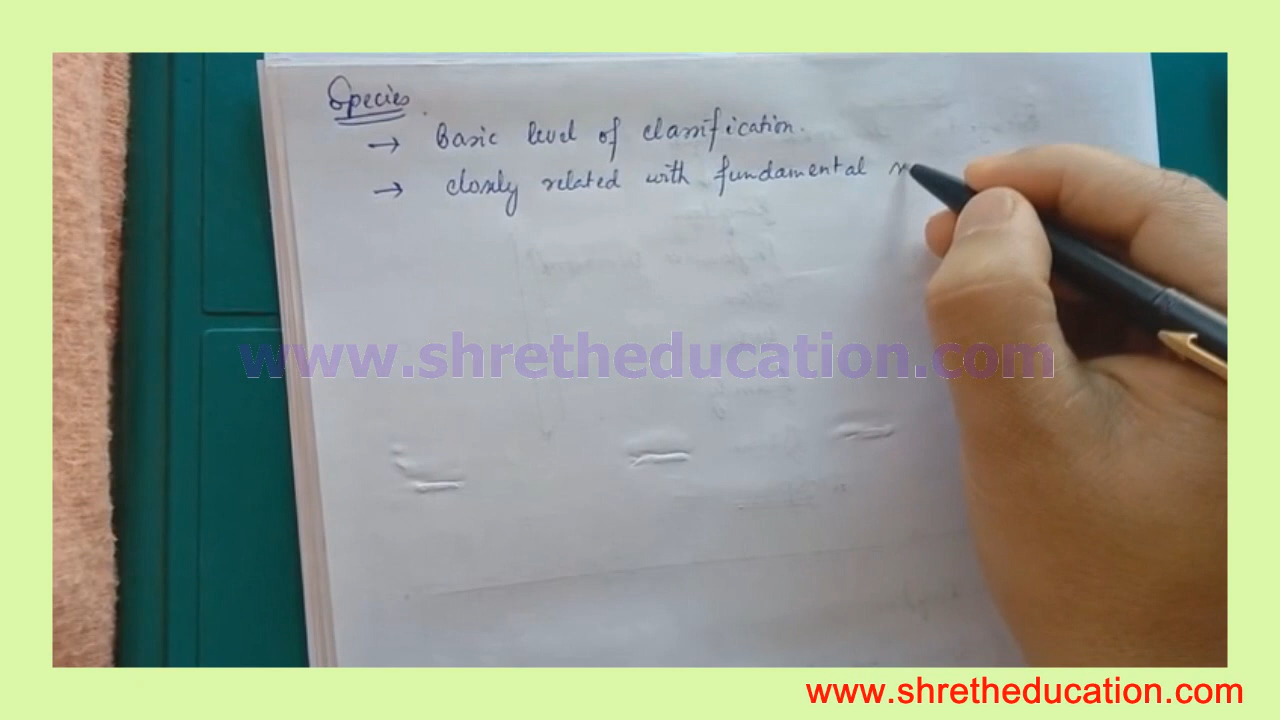 Species.
→ Basic level of classification.
→ closely related with fundamental
www.shretheducation.com
www.shretheducation.com